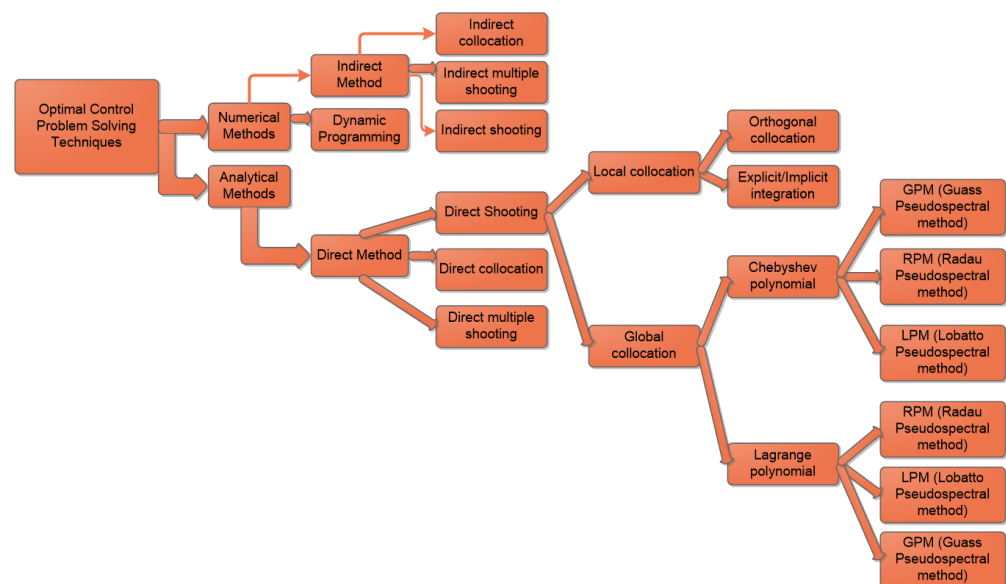 Optimal Control
Problem Solving
Techniques
Numerical
Methods
Analytical
Methods
Indirect
Method
Dynamic
Programming
Direct Method
Indirect
collocation
Indirect multiple
shooting
Indirect shooting
Direct Shooting
Direct collocation
Direct multiple
shooting
Local collocation
Global
collocation
Orthogonal
collocation
Explicit/Implicit
integration
Chebyshev
polynomial
Lagrange
polynomial
GPM (Guass
Pseudospectral
method)
RPM (Radau
Pseudospectral
method)
LPM (Lobatto
Pseudospectral
method)
RPM (Radau
Pseudospectral
method)
LPM (Lobatto
Pseudospectral
method)
GPM (Guass
Pseudospectral
method)